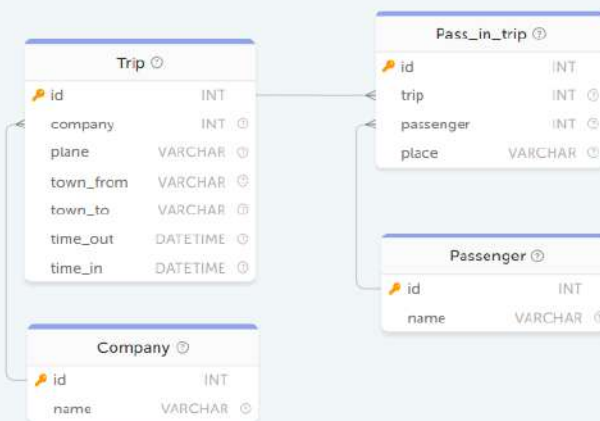 Trip
id INT
company INT
plane VARCHAR
town_from VARCHAR
town_to VARCHAR
time_out DATETIME
time_in DATETIME
Company
id INT
name VARCHAR
Pass_in_trip
id INT
trip INT
passenger INT
place VARCHAR
Passenger
id INT
name VARCHAR